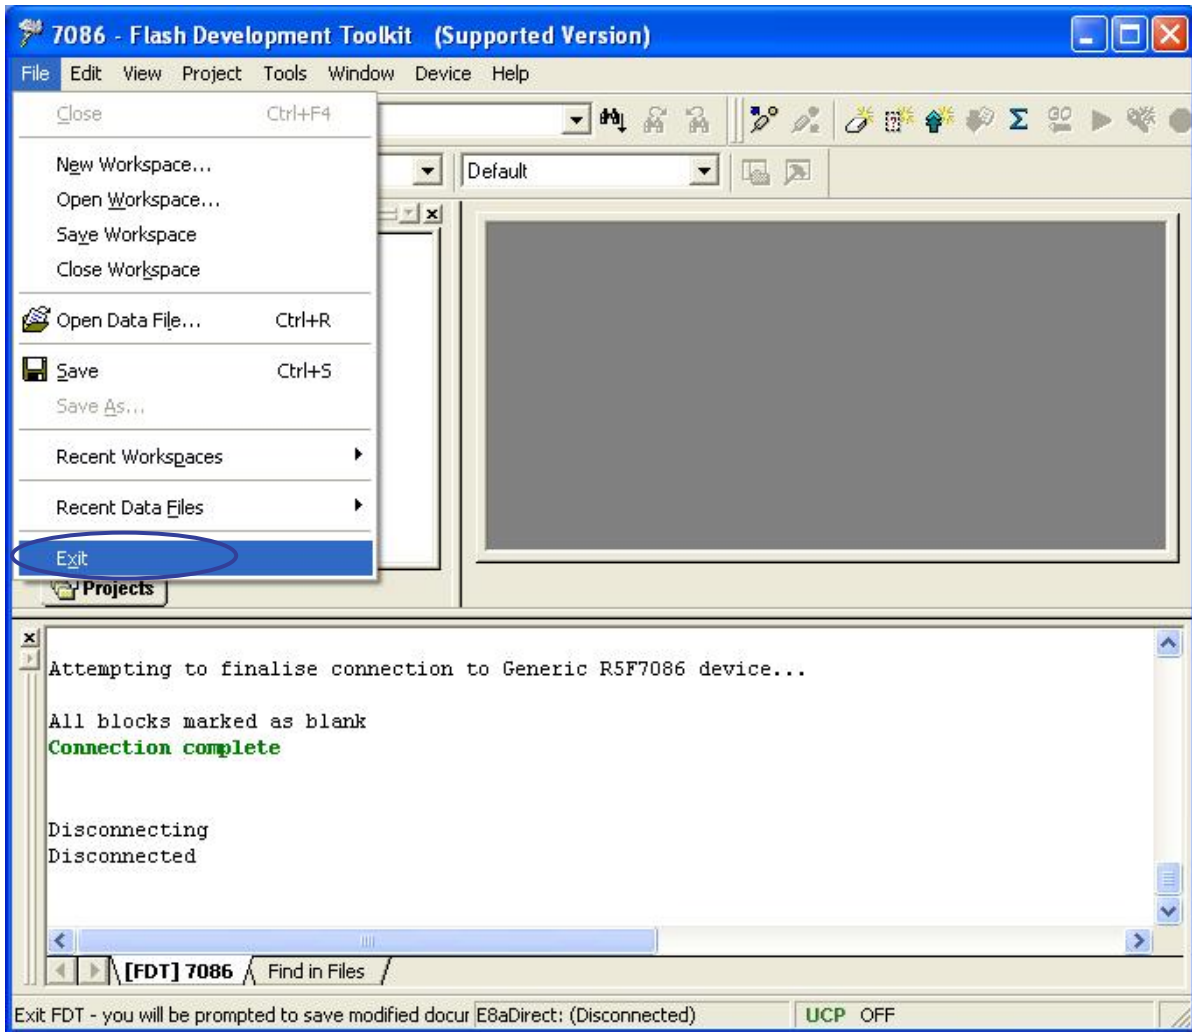 7086 - Flash Development Toolkit (Supported Version)
File Edit View Project Tools Window Device Help
Close Ctrl+F4
New Workspace...
Open Workspace...
Save Workspace
Close Workspace
Open Data File... Ctrl+R
Save Ctrl+S
Save As...
Recent Workspaces
Recent Data Files
Exit
Default
Σ GO
Projects
Attempting to finalise connection to Generic R5F7086 device...
All blocks marked as blank
Connection complete
Disconnecting
Disconnected
[FDT] 7086 Find in Files
Exit FDT - you will be prompted to save modified docur E8aDirect: (Disconnected) UCP OFF